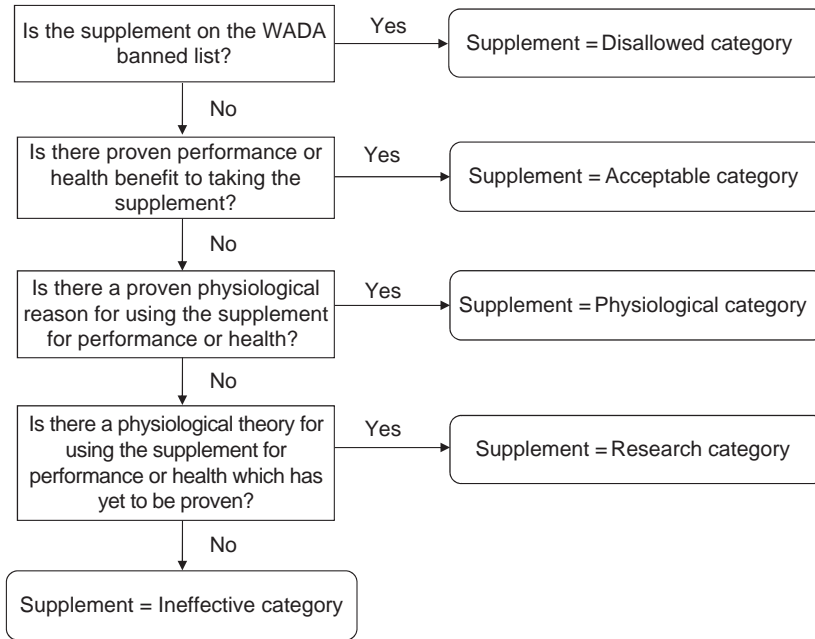 Is the supplement on the WADA
banned list?
Yes
Supplement = Disallowed category
No
Is there proven performance or
health benefit to taking the
supplement?
Yes
Supplement = Acceptable category
No
Is there a proven physiological
reason for using the supplement
for performance or health?
Yes
Supplement = Physiological category
No
Is there a physiological theory for
using the supplement for
performance or health which has
yet to be proven?
Yes
Supplement = Research category
No
Supplement = Ineffective category